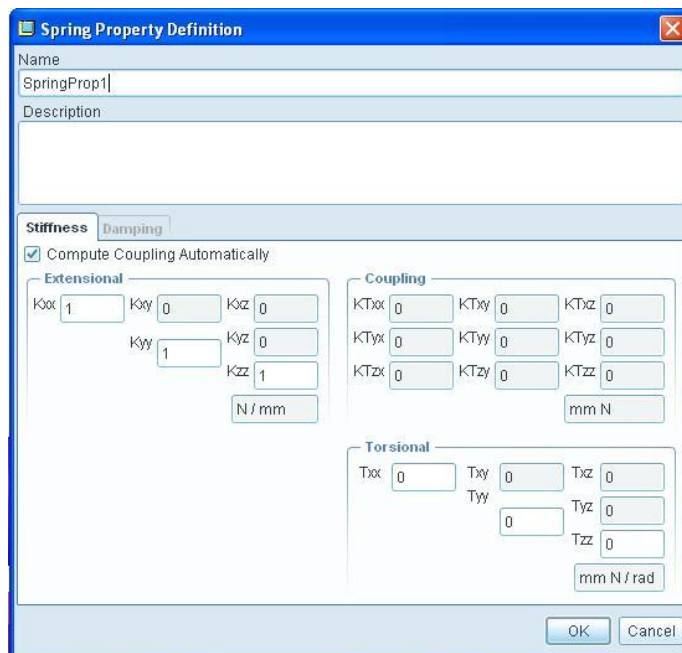 Spring Property Definition
Name
SpringProp1
Description
Stiffness Damping
Compute Coupling Automatically
Extensional
Kxx 1 Kxy 0 Kxz 0
Kyy 1 Kyz 0
Kzz 1
N / mm
Coupling
KTxx 0 KTxy 0 KTxz 0
KTyx 0 KTyy 0 KTyz 0
KTzx 0 KTzy 0 KTzz 0
mm N
Torsional
Txx 0 Txy 0 Txz 0
Tyy 0 Tyz 0
Tzz 0
mm N / rad
OK Cancel